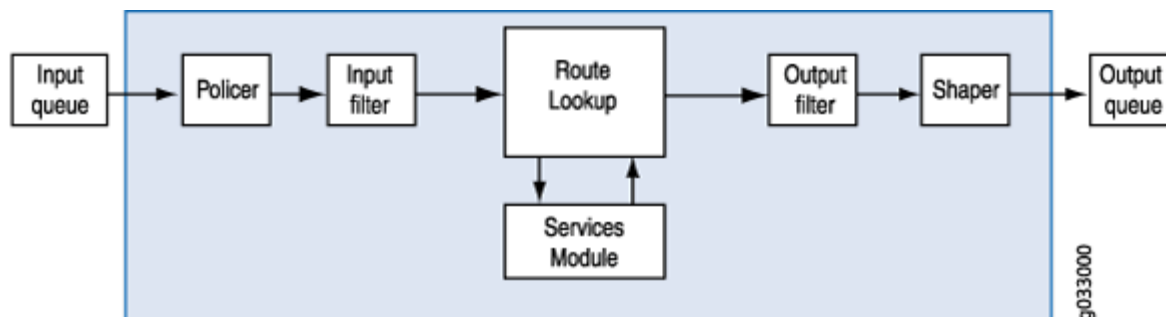 Input
queue
Policer
Input
filter
Route
Lookup
Services
Module
Output
filter
Shaper
Output
queue
g033000